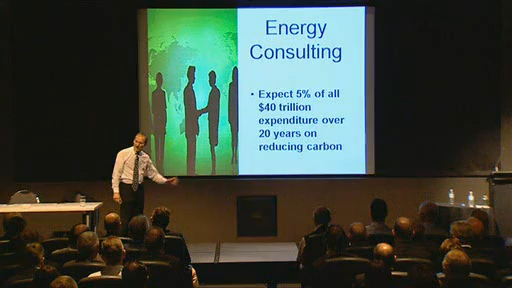 Energy
Consulting
• Expect 5% of all
$40 trillion
expenditure over
20 years on
reducing carbon